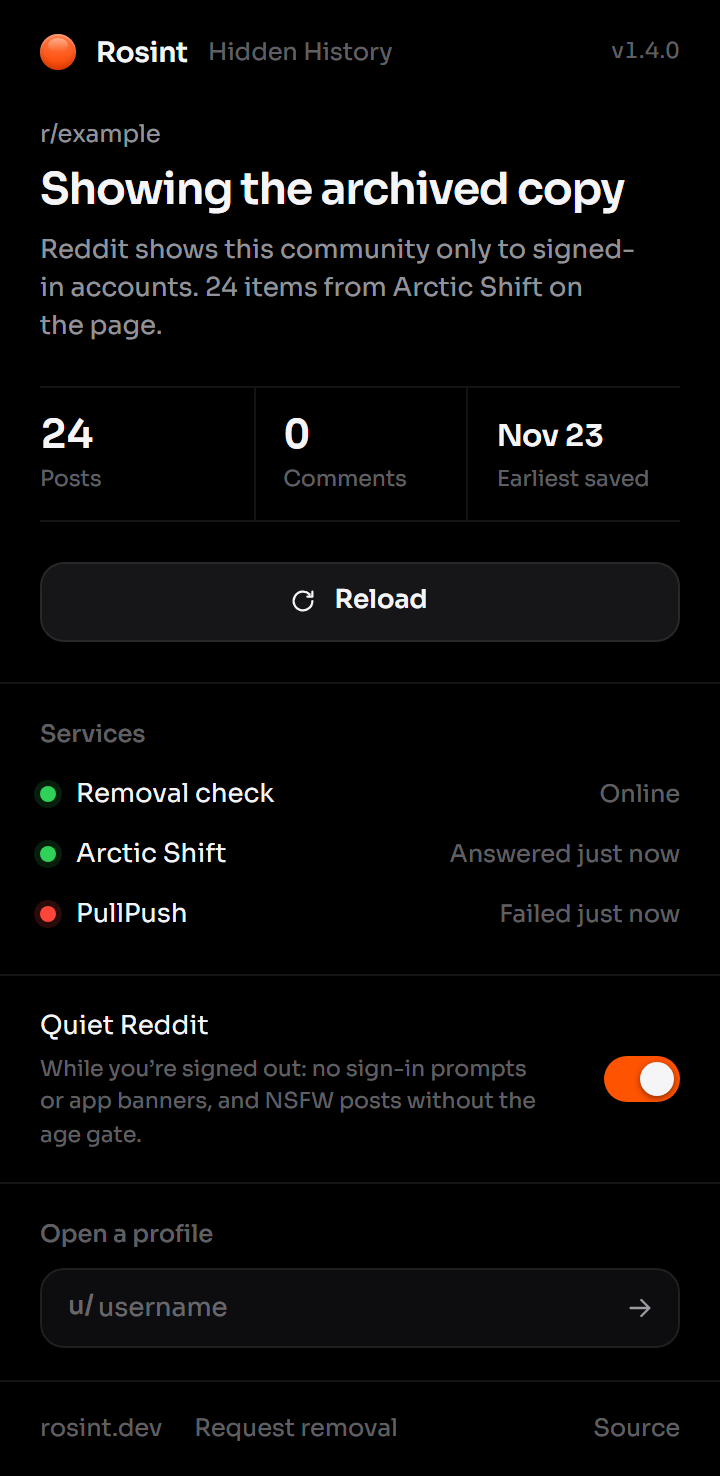 Rosint Hidden History v1.4.0
r/example
Showing the archived copy
Reddit shows this community only to signed-
in accounts. 24 items from Arctic Shift on
the page.
24 0 Nov 23
Posts Comments Earliest saved
Reload
Services
Removal check Online
Arctic Shift Answered just now
PullPush Failed just now
Quiet Reddit
While you’re signed out: no sign-in prompts
or app banners, and NSFW posts without the
age gate.
Open a profile
u/ username
rosint.dev Request removal Source